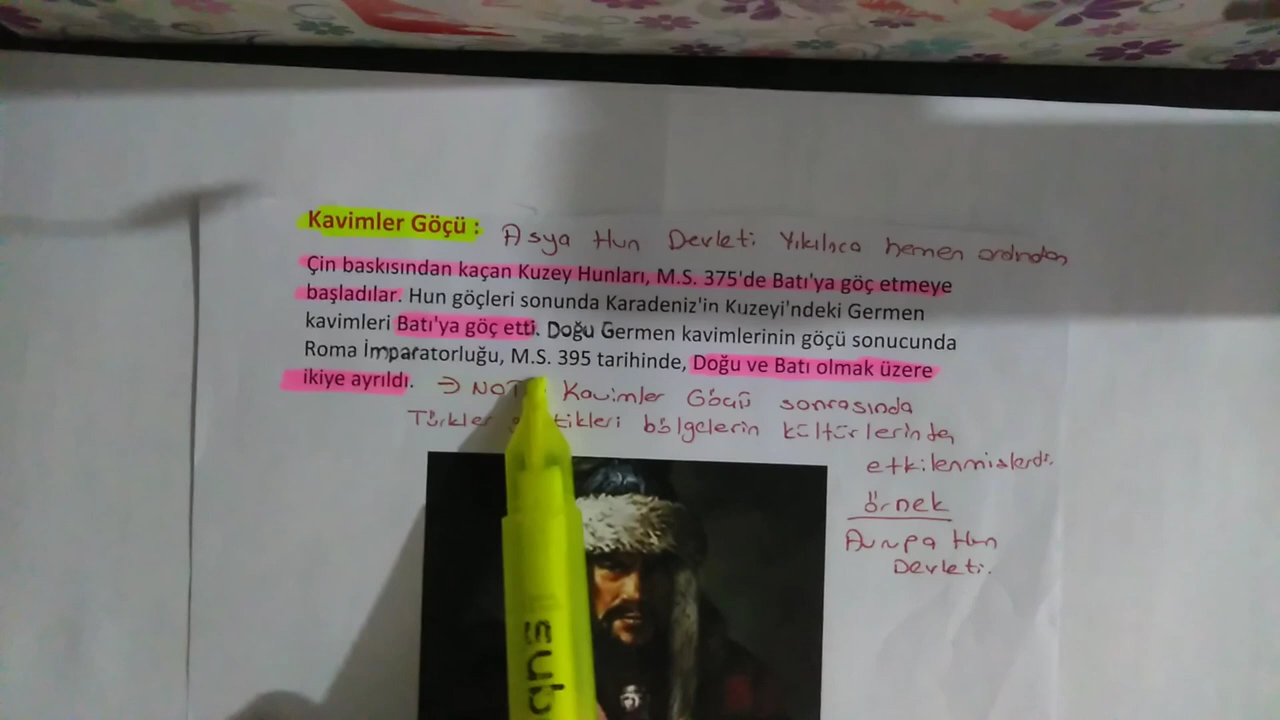 Kavimler Göçü : Asya Hun Devleti Yıkılınca hemen ardından
Çin baskısından kaçan Kuzey Hunları, M.S. 375'de Batı'ya göç etmeye
başladılar. Hun göçleri sonunda Karadeniz'in Kuzeyi'ndeki Germen
kavimleri Batı'ya göç etti. Doğu Germen kavimlerinin göçü sonucunda
Roma İmparatorluğu, M.S. 395 tarihinde, Doğu ve Batı olmak üzere
ikiye ayrıldı. → NOT Kavimler Göçü sonrasında
Türkler bölgelerin kültürlerinden
etkilenmişlerdir.
örnek
Avrupa Hun
Devleti.